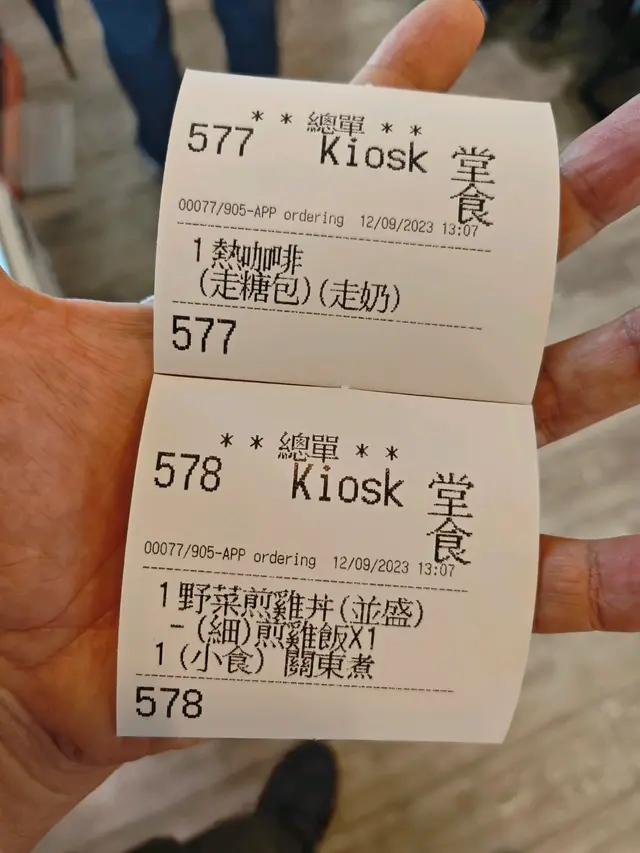 * * 總單 * *
577 Kiosk 堂食
00077/905-APP ordering 12/09/2023 13:07
1 熱咖啡
(走糖包)(走奶)
577
* * 總單 * *
578 Kiosk 堂食
00077/905-APP ordering 12/09/2023 13:07
1 野菜煎雞丼(並盛)
- (細)煎雞飯X1
1 (小食) 關東煮
578